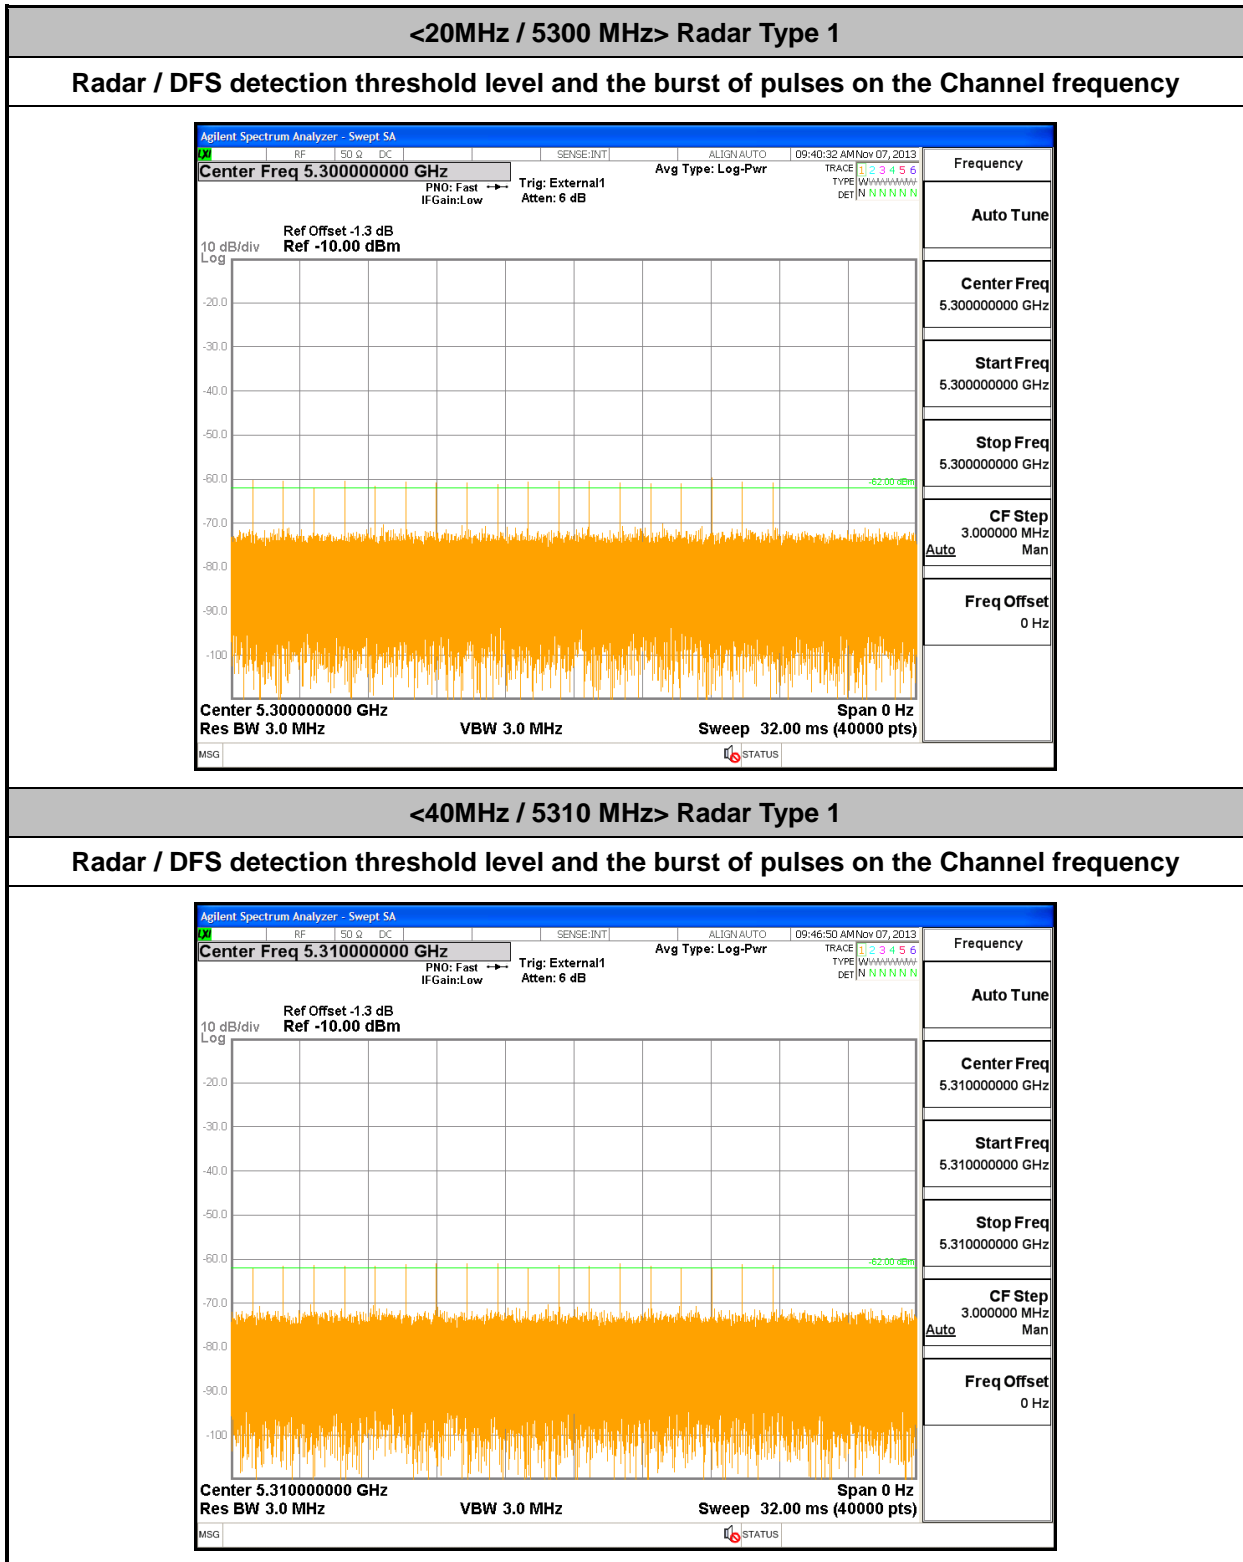 <20MHz / 5300 MHz> Radar Type 1
Radar / DFS detection threshold level and the burst of pulses on the Channel frequency
Agilent Spectrum Analyzer - Swept SA
LXI RF 50 Ω DC SENSE:INT ALIGN AUTO 09:40:32 AM Nov 07, 2013
Center Freq 5.300000000 GHz
PNO: Fast
IFGain:Low
Trig: External1
Atten: 6 dB
Avg Type: Log-Pwr
TRACE 1 2 3 4 5 6
TYPE
DET N N N N N N
Ref Offset -1.3 dB
10 dB/div Ref -10.00 dBm
Log
-20.0
-30.0
-40.0
-50.0
-60.0
-62.00 dBm
-70.0
-80.0
-90.0
-100
Center 5.300000000 GHz Span 0 Hz
Res BW 3.0 MHz VBW 3.0 MHz Sweep 32.00 ms (40000 pts)
MSG STATUS
Frequency
Auto Tune
Center Freq
5.300000000 GHz
Start Freq
5.300000000 GHz
Stop Freq
5.300000000 GHz
CF Step
3.000000 MHz
Auto Man
Freq Offset
0 Hz
<40MHz / 5310 MHz> Radar Type 1
Radar / DFS detection threshold level and the burst of pulses on the Channel frequency
Agilent Spectrum Analyzer - Swept SA
LXI RF 50 Ω DC SENSE:INT ALIGN AUTO 09:46:50 AM Nov 07, 2013
Center Freq 5.310000000 GHz
PNO: Fast
IFGain:Low
Trig: External1
Atten: 6 dB
Avg Type: Log-Pwr
TRACE 1 2 3 4 5 6
TYPE
DET N N N N N N
Ref Offset -1.3 dB
10 dB/div Ref -10.00 dBm
Log
-20.0
-30.0
-40.0
-50.0
-60.0
-62.00 dBm
-70.0
-80.0
-90.0
-100
Center 5.310000000 GHz Span 0 Hz
Res BW 3.0 MHz VBW 3.0 MHz Sweep 32.00 ms (40000 pts)
MSG STATUS
Frequency
Auto Tune
Center Freq
5.310000000 GHz
Start Freq
5.310000000 GHz
Stop Freq
5.310000000 GHz
CF Step
3.000000 MHz
Auto Man
Freq Offset
0 Hz